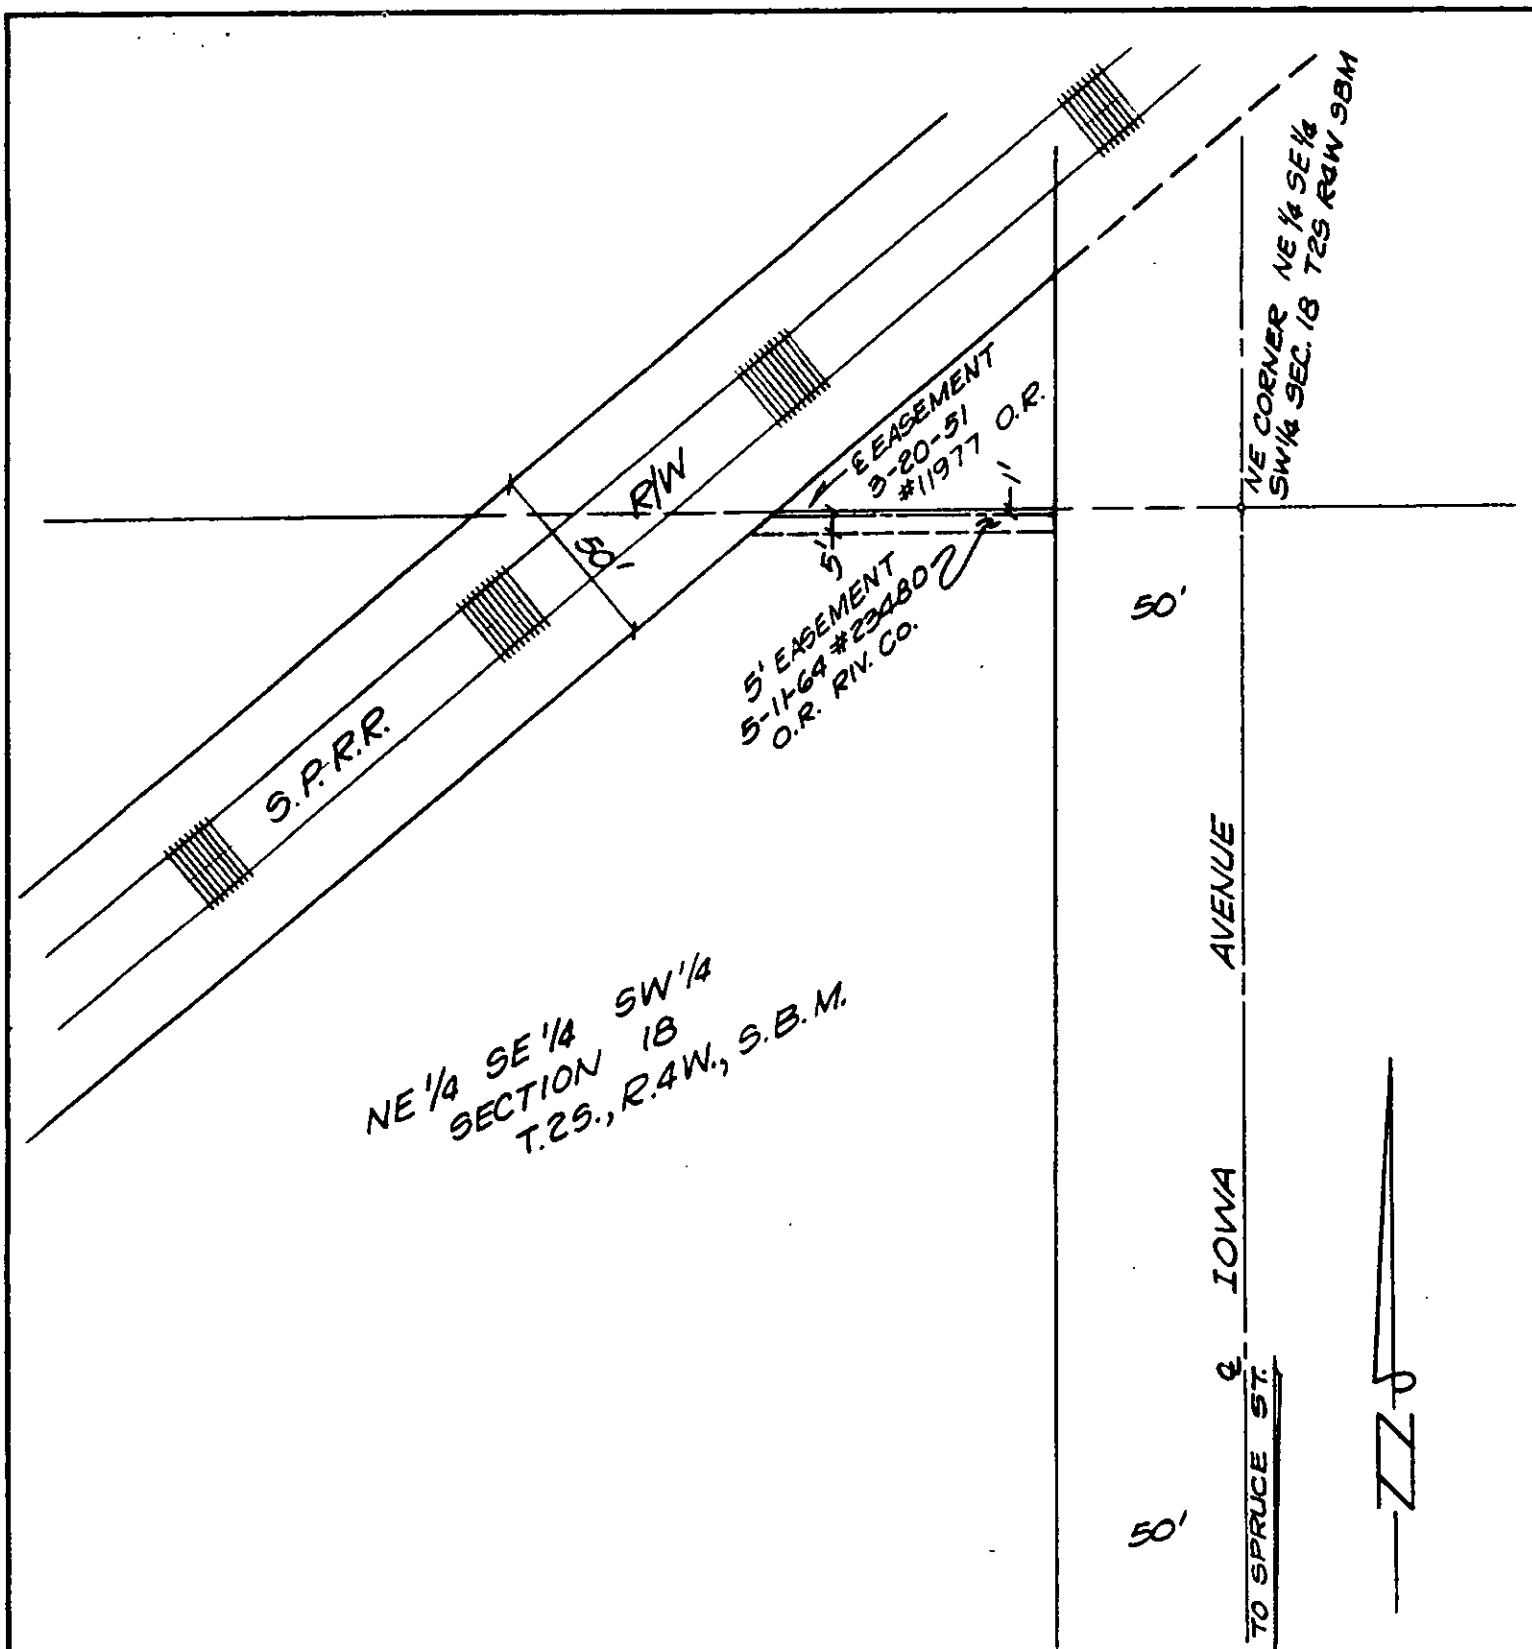 NE CORNER NE 1/4 SE 1/4
SW 1/4 SEC. 18 T2S R4W SBM
℄ EASEMENT
3-20-51
#11977 O.R.
1'
R/W
50'
5'
5' EASEMENT
5-11-64 #23480
O.R. RIV. CO.
50'
S.P.R.R.
NE 1/4 SE 1/4 SW 1/4
SECTION 18
T.2S., R.4W., S.B.M.
℄ IOWA AVENUE
50'
TO SPRUCE ST.
N